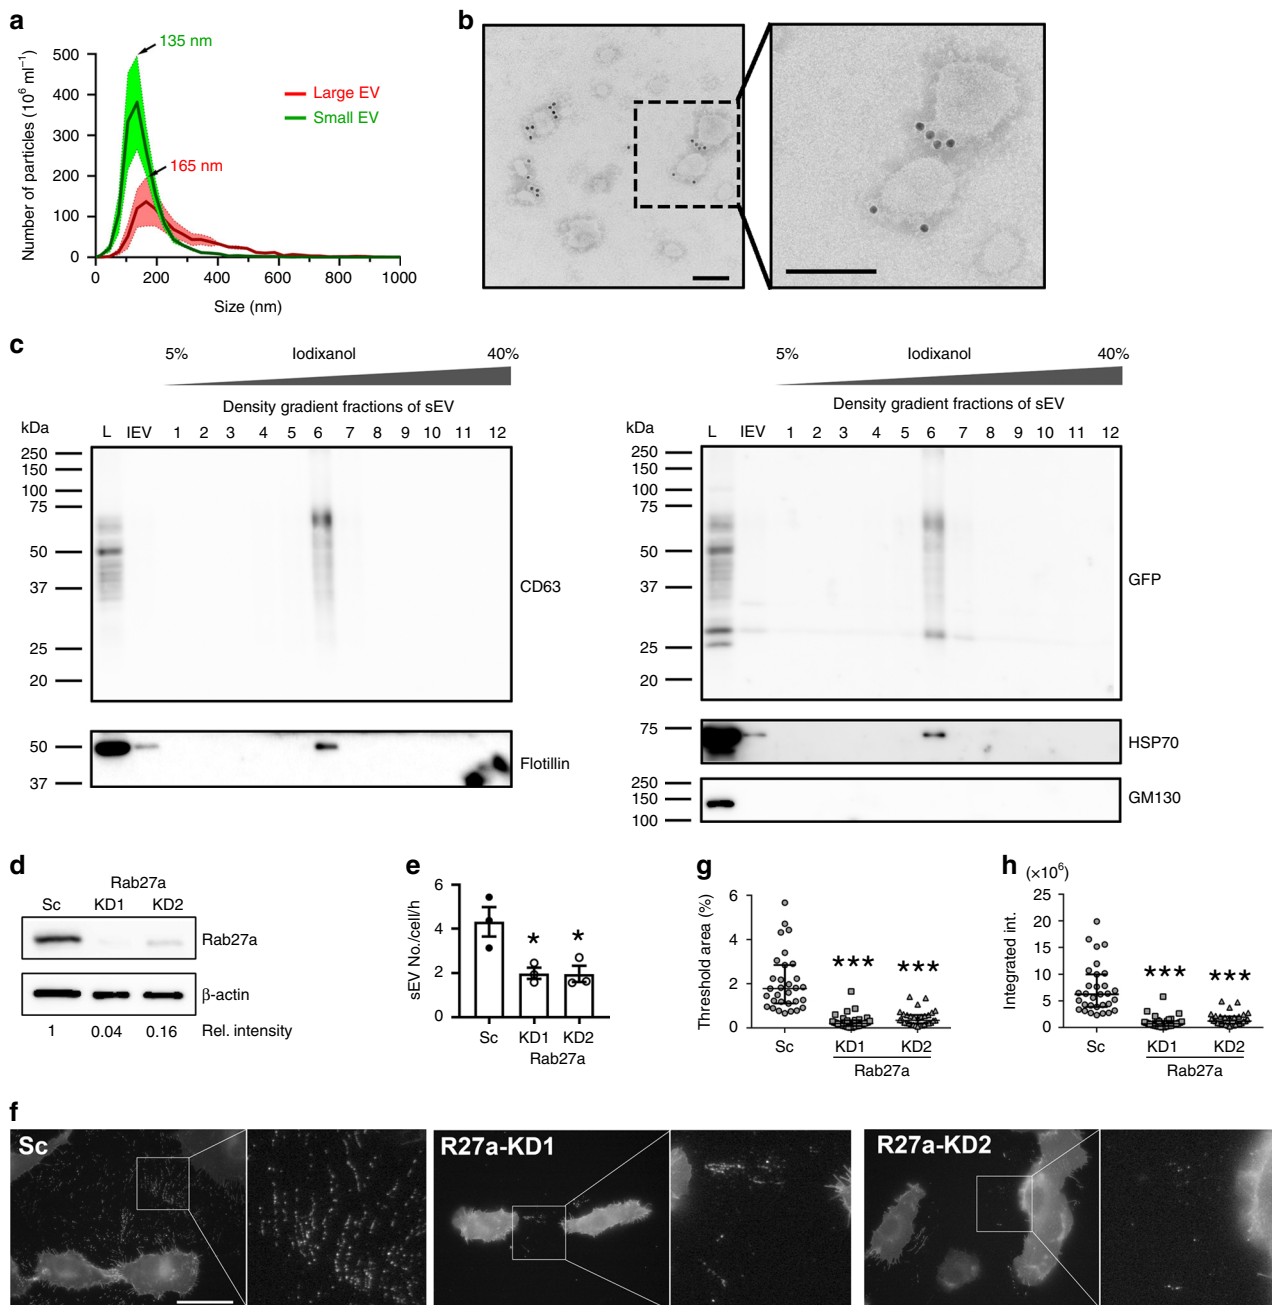 a
500
400
300
200
100
0
0 200 400 600 800 1000
Number of particles (10⁶ ml⁻¹)
Size (nm)
135 nm
165 nm
Large EV
Small EV
b
c
5% Iodixanol 40%
Density gradient fractions of sEV
kDa L lEV 1 2 3 4 5 6 7 8 9 10 11 12
250
150
100
75
50
37
25
20
CD63
50
37
Flotillin
5% Iodixanol 40%
Density gradient fractions of sEV
kDa L lEV 1 2 3 4 5 6 7 8 9 10 11 12
250
150
100
75
50
37
25
20
GFP
75
HSP70
250
150
100
GM130
d
Rab27a
Sc KD1 KD2
Rab27a
β-actin
1 0.04 0.16 Rel. intensity
e
6
4
2
0
sEV No./cell/h
* *
Sc KD1 KD2
Rab27a
g
6
4
2
0
Threshold area (%)
*** ***
Sc KD1 KD2
Rab27a
h
(×10⁶)
25
20
15
10
5
0
Integrated int.
*** ***
Sc KD1 KD2
Rab27a
f
Sc
R27a-KD1
R27a-KD2